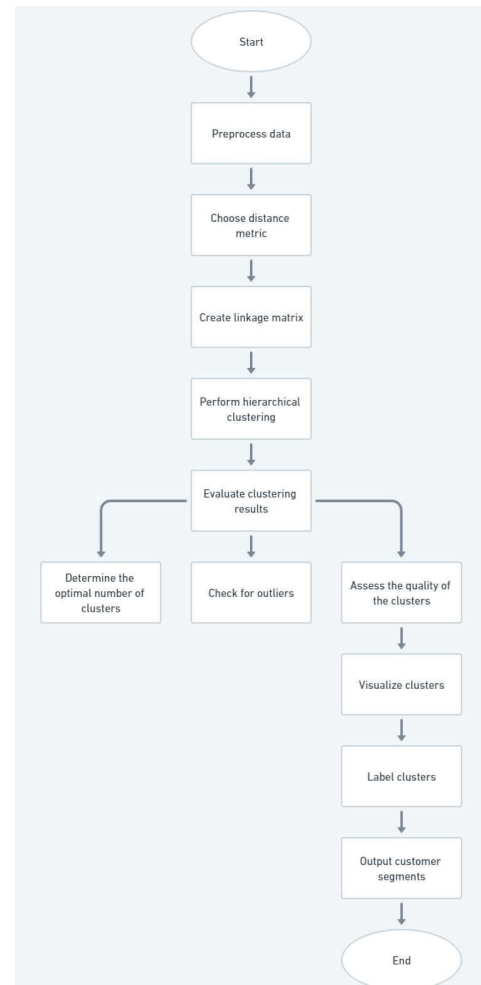 Start
Preprocess data
Choose distance
metric
Create linkage matrix
Perform hierarchical
clustering
Evaluate clustering
results
Determine the
optimal number of
clusters
Check for outliers
Assess the quality of
the clusters
Visualize clusters
Label clusters
Output customer
segments
End